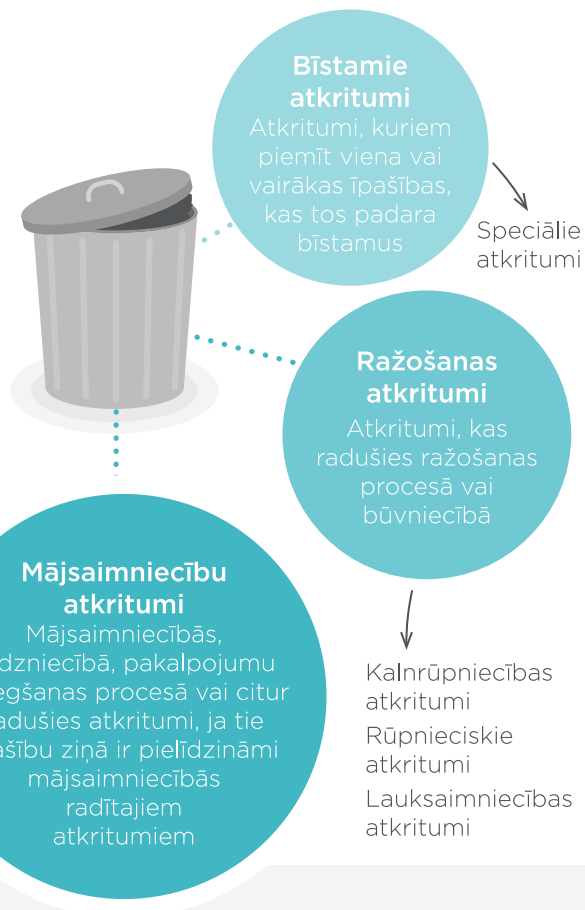 Bīstamie
atkritumi
Atkritumi, kuriem
piemīt viena vai
vairākas īpašības,
kas tos padara
bīstamus
Speciālie
atkritumi
Ražošanas
atkritumi
Atkritumi, kas
radušies ražošanas
procesā vai
būvniecībā
Kalnrūpniecības
atkritumi
Rūpnieciskie
atkritumi
Lauksaimniecības
atkritumi
Mājsaimniecību
atkritumi
Mājsaimniecībās,
pakalpojumu
procesā vai citur
atkritumi, ja tie
ziņā ir pielīdzināmi
mājsaimniecībās
radītajiem
atkritumiem